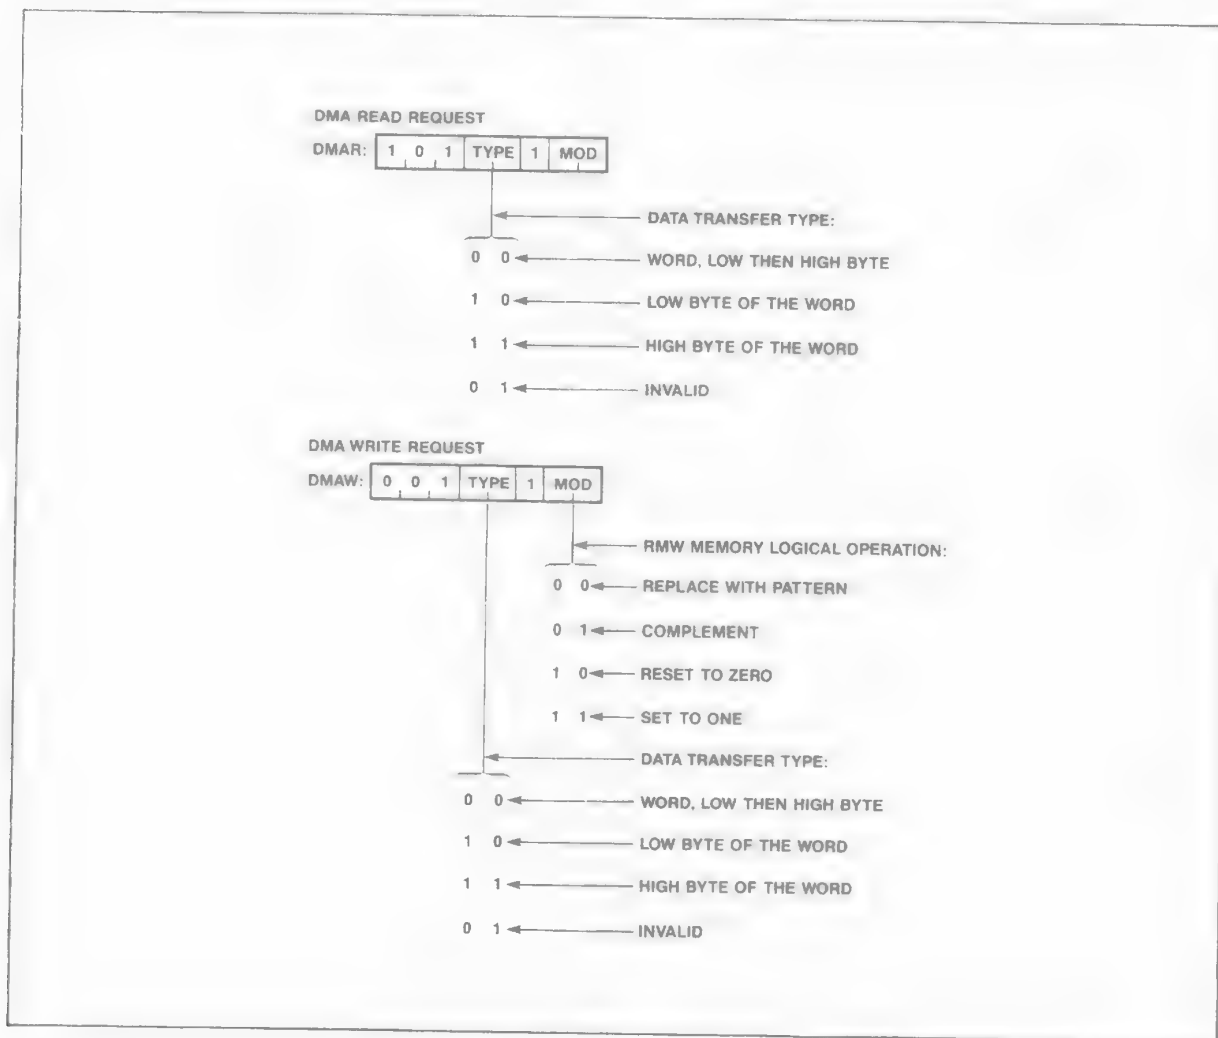 DMA READ REQUEST
DMAR: 1 0 1 TYPE 1 MOD
DATA TRANSFER TYPE:
0 0 WORD, LOW THEN HIGH BYTE
1 0 LOW BYTE OF THE WORD
1 1 HIGH BYTE OF THE WORD
0 1 INVALID
DMA WRITE REQUEST
DMAW: 0 0 1 TYPE 1 MOD
RMW MEMORY LOGICAL OPERATION:
0 0 REPLACE WITH PATTERN
0 1 COMPLEMENT
1 0 RESET TO ZERO
1 1 SET TO ONE
DATA TRANSFER TYPE:
0 0 WORD, LOW THEN HIGH BYTE
1 0 LOW BYTE OF THE WORD
1 1 HIGH BYTE OF THE WORD
0 1 INVALID